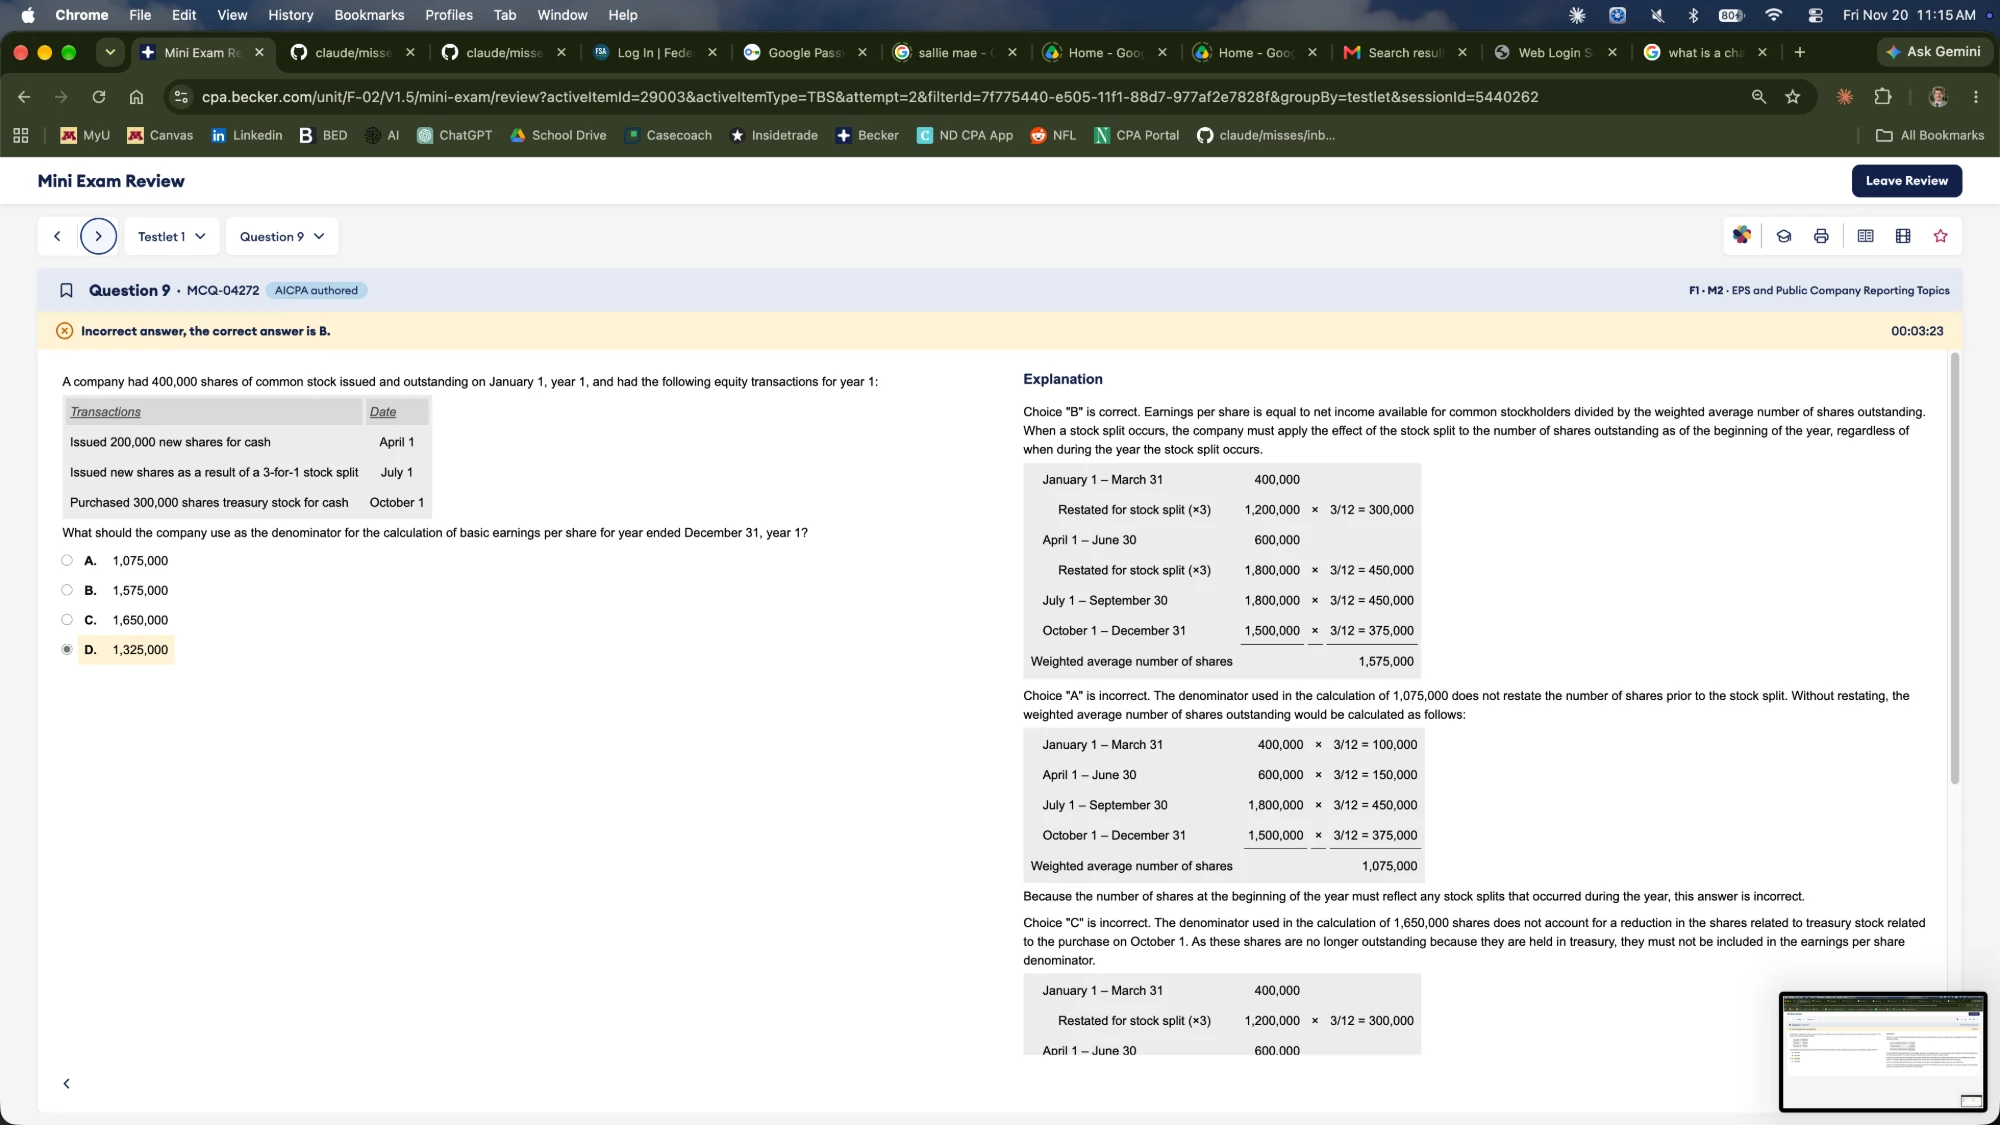 Chrome File Edit View History Bookmarks Profiles Tab Window Help 80 Fri Nov 20 11:15 AM
Mini Exam Re claude/misse claude/misse FSA Log In | Fede Google Pass sallie mae - Home - Goo Home - Goo Search resul Web Login S what is a cha Ask Gemini
cpa.becker.com/unit/F-02/V1.5/mini-exam/review?activeItemId=29003&activeItemType=TBS&attempt=2&filterId=7f775440-e505-11f1-88d7-977af2e7828f&groupBy=testlet&sessionId=5440262
MyU Canvas Linkedin BED AI ChatGPT School Drive Casecoach Insidetrade Becker ND CPA App NFL CPA Portal claude/misses/inb... All Bookmarks
Mini Exam Review
Leave Review
Testlet 1 Question 9
Question 9 · MCQ-04272 AICPA authored
F1 · M2 · EPS and Public Company Reporting Topics
Incorrect answer, the correct answer is B.
00:03:23
A company had 400,000 shares of common stock issued and outstanding on January 1, year 1, and had the following equity transactions for year 1:
Transactions Date
Issued 200,000 new shares for cash April 1
Issued new shares as a result of a 3-for-1 stock split July 1
Purchased 300,000 shares treasury stock for cash October 1
What should the company use as the denominator for the calculation of basic earnings per share for year ended December 31, year 1?
A. 1,075,000
B. 1,575,000
C. 1,650,000
D. 1,325,000
Explanation
Choice "B" is correct. Earnings per share is equal to net income available for common stockholders divided by the weighted average number of shares outstanding.
When a stock split occurs, the company must apply the effect of the stock split to the number of shares outstanding as of the beginning of the year, regardless of
when during the year the stock split occurs.
January 1 – March 31 400,000
Restated for stock split (×3) 1,200,000 × 3/12 = 300,000
April 1 – June 30 600,000
Restated for stock split (×3) 1,800,000 × 3/12 = 450,000
July 1 – September 30 1,800,000 × 3/12 = 450,000
October 1 – December 31 1,500,000 × 3/12 = 375,000
Weighted average number of shares 1,575,000
Choice "A" is incorrect. The denominator used in the calculation of 1,075,000 does not restate the number of shares prior to the stock split. Without restating, the
weighted average number of shares outstanding would be calculated as follows:
January 1 – March 31 400,000 × 3/12 = 100,000
April 1 – June 30 600,000 × 3/12 = 150,000
July 1 – September 30 1,800,000 × 3/12 = 450,000
October 1 – December 31 1,500,000 × 3/12 = 375,000
Weighted average number of shares 1,075,000
Because the number of shares at the beginning of the year must reflect any stock splits that occurred during the year, this answer is incorrect.
Choice "C" is incorrect. The denominator used in the calculation of 1,650,000 shares does not account for a reduction in the shares related to treasury stock related
to the purchase on October 1. As these shares are no longer outstanding because they are held in treasury, they must not be included in the earnings per share
denominator.
January 1 – March 31 400,000
Restated for stock split (×3) 1,200,000 × 3/12 = 300,000
April 1 – June 30 600,000